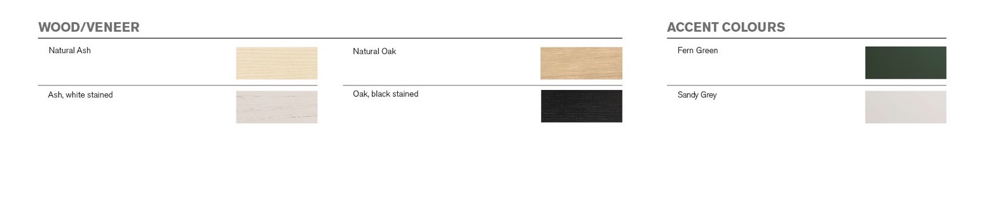 WOOD/VENEER
Natural Ash
Natural Oak
Ash, white stained
Oak, black stained
ACCENT COLOURS
Fern Green
Sandy Grey